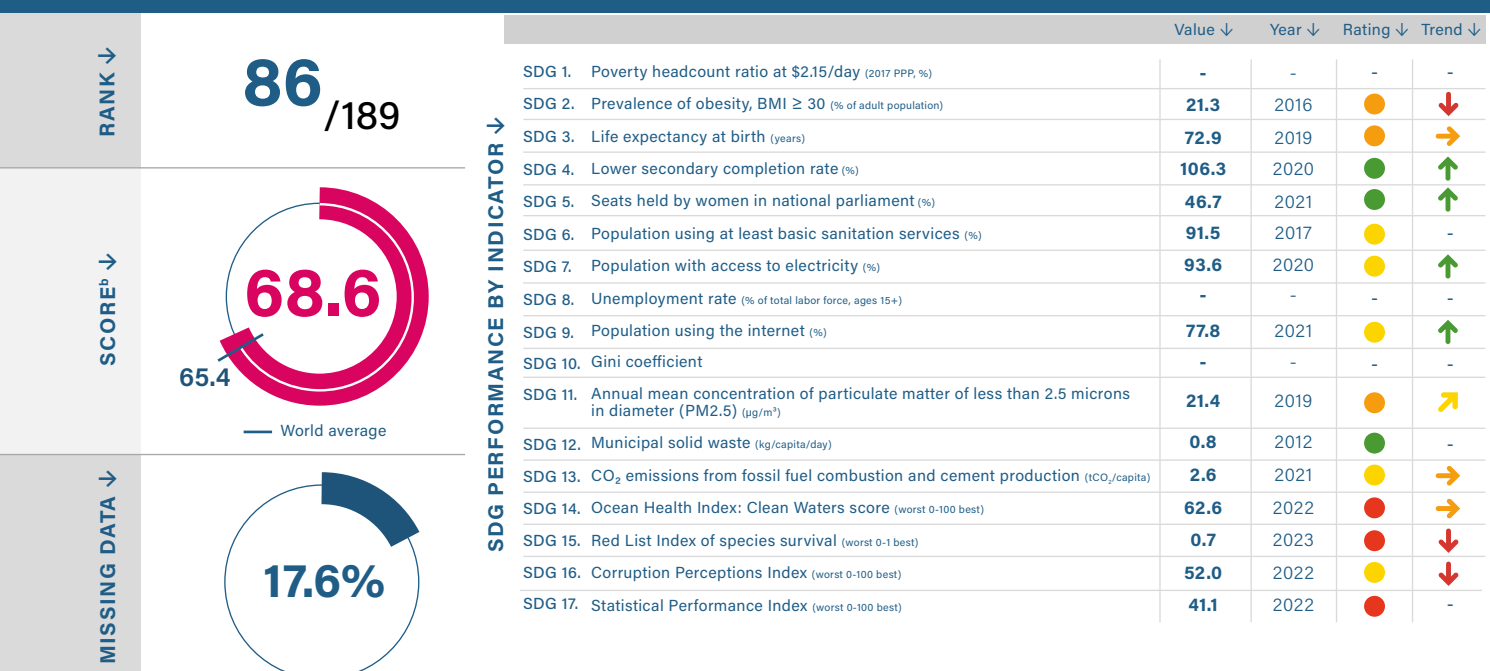 RANK →
86/189
SCOREᵇ →
68.6
65.4
World average
MISSING DATA →
17.6%
SDG PERFORMANCE BY INDICATOR →
Value ↓ Year ↓ Rating ↓ Trend ↓
SDG 1. Poverty headcount ratio at $2.15/day (2017 PPP, %) - - - -
SDG 2. Prevalence of obesity, BMI ≥ 30 (% of adult population) 21.3 2016 ↓
SDG 3. Life expectancy at birth (years) 72.9 2019 →
SDG 4. Lower secondary completion rate (%) 106.3 2020 ↑
SDG 5. Seats held by women in national parliament (%) 46.7 2021 ↑
SDG 6. Population using at least basic sanitation services (%) 91.5 2017 -
SDG 7. Population with access to electricity (%) 93.6 2020 ↑
SDG 8. Unemployment rate (% of total labor force, ages 15+) - - - -
SDG 9. Population using the internet (%) 77.8 2021 ↑
SDG 10. Gini coefficient - - - -
SDG 11. Annual mean concentration of particulate matter of less than 2.5 microns
in diameter (PM2.5) (μg/m³) 21.4 2019 ↗
SDG 12. Municipal solid waste (kg/capita/day) 0.8 2012 -
SDG 13. CO₂ emissions from fossil fuel combustion and cement production (tCO₂/capita) 2.6 2021 →
SDG 14. Ocean Health Index: Clean Waters score (worst 0-100 best) 62.6 2022 →
SDG 15. Red List Index of species survival (worst 0-1 best) 0.7 2023 ↓
SDG 16. Corruption Perceptions Index (worst 0-100 best) 52.0 2022 ↓
SDG 17. Statistical Performance Index (worst 0-100 best) 41.1 2022 -